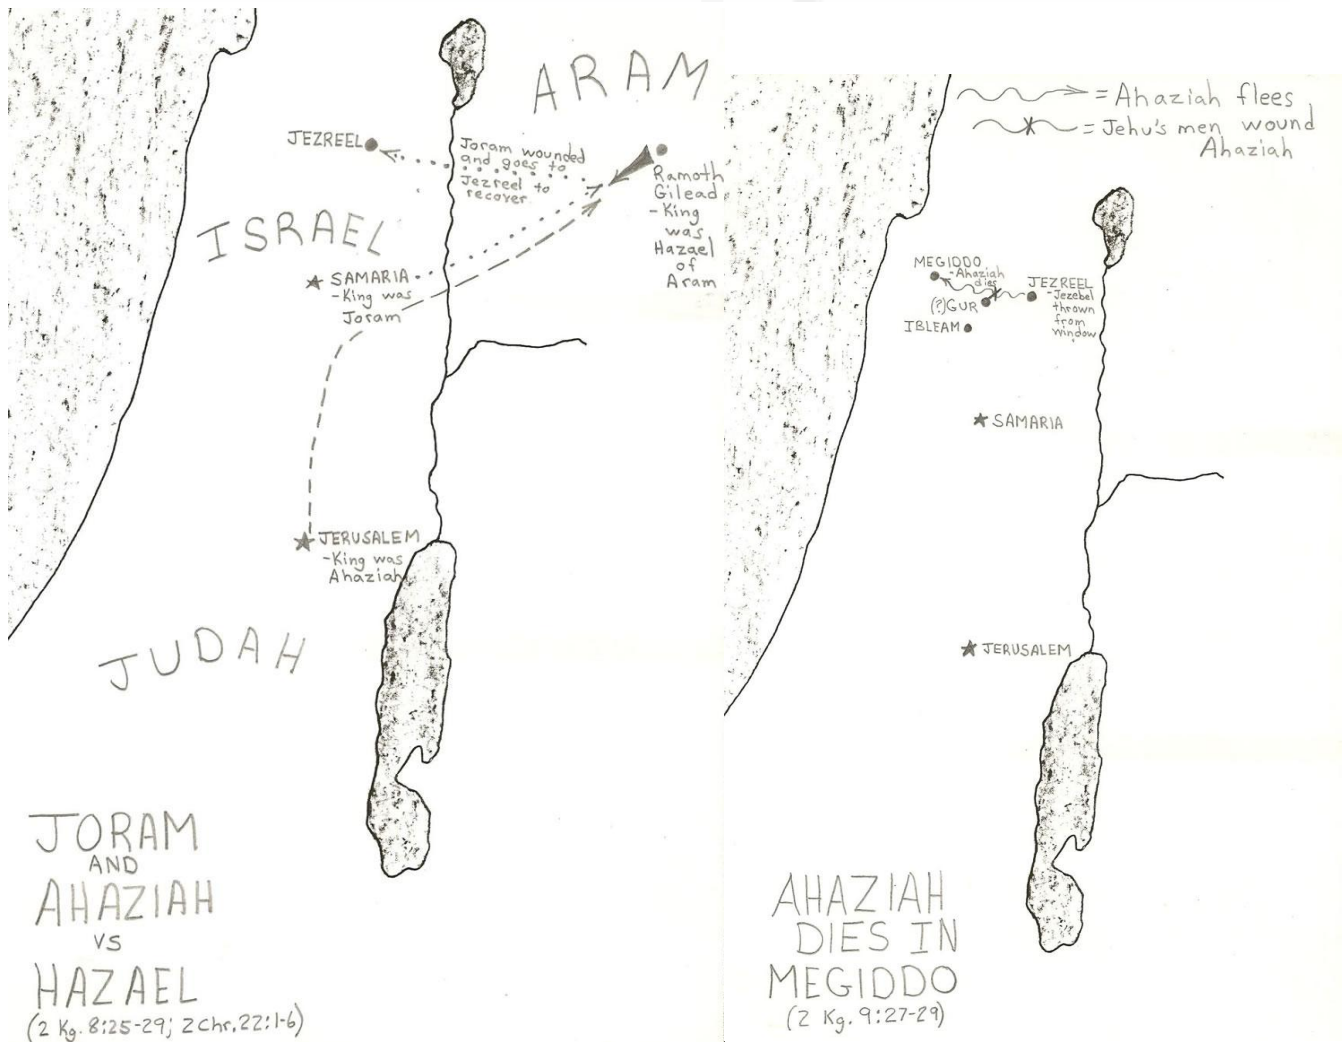 ARAM
JEZREEL
Joram wounded
and goes to
Jezreel to
recover.
Ramoth
Gilead
-King
was
Hazael
of
Aram
ISRAEL
SAMARIA
-King was
Joram
JERUSALEM
-King was
Ahaziah
JUDAH
JORAM
AND
AHAZIAH
VS
HAZAEL
(2 Kg. 8:25-29; 2 Chr. 22:1-6)
= Ahaziah flees
= Jehu's men wound
Ahaziah
MEGIDDO
-Ahaziah
dies
JEZREEL
-Jezebel
thrown
from
window
(?)GUR
IBLEAM
SAMARIA
JERUSALEM
AHAZIAH
DIES IN
MEGIDDO
(2 Kg. 9:27-29)